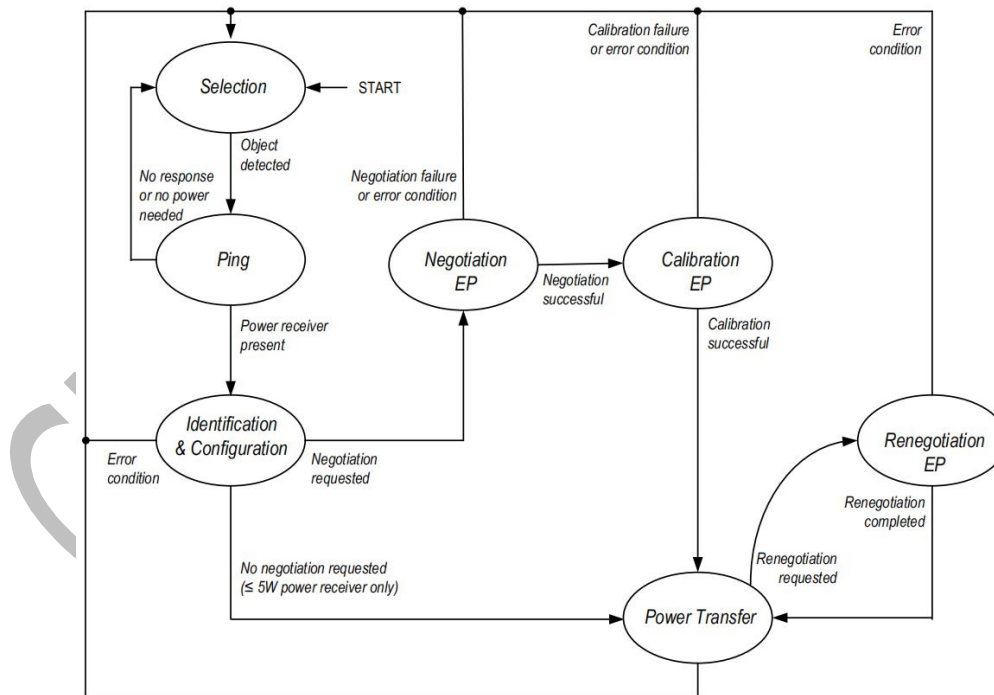 Selection
START
Object
detected
No response
or no power
needed
Ping
Power receiver
present
Identification
& Configuration
Error
condition
Negotiation
requested
No negotiation requested
(≤ 5W power receiver only)
Negotiation failure
or error condition
Negotiation
EP
Negotiation
successful
Calibration failure
or error condition
Calibration
EP
Calibration
successful
Error
condition
Renegotiation
EP
Renegotiation
completed
Renegotiation
requested
Power Transfer